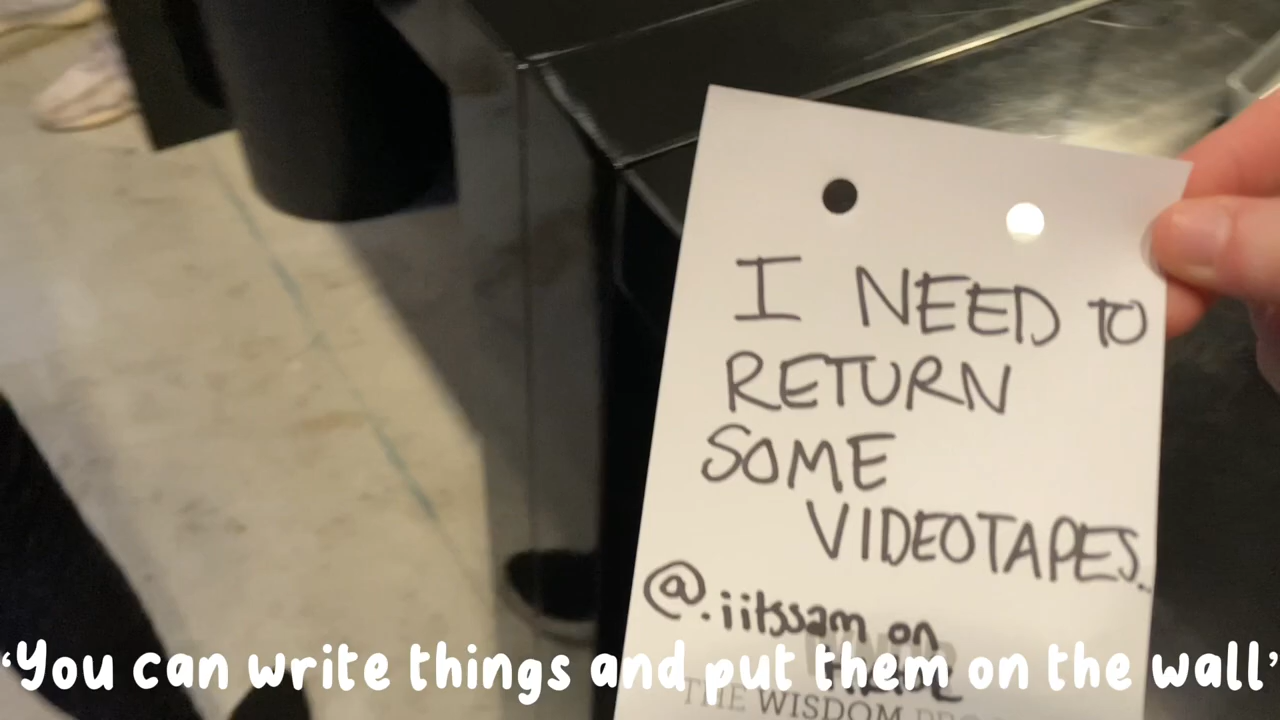 I NEED TO
RETURN
SOME
VIDEOTAPES..
@.iitssam on
THE WISDOM
'You can write things and put them on the wall'